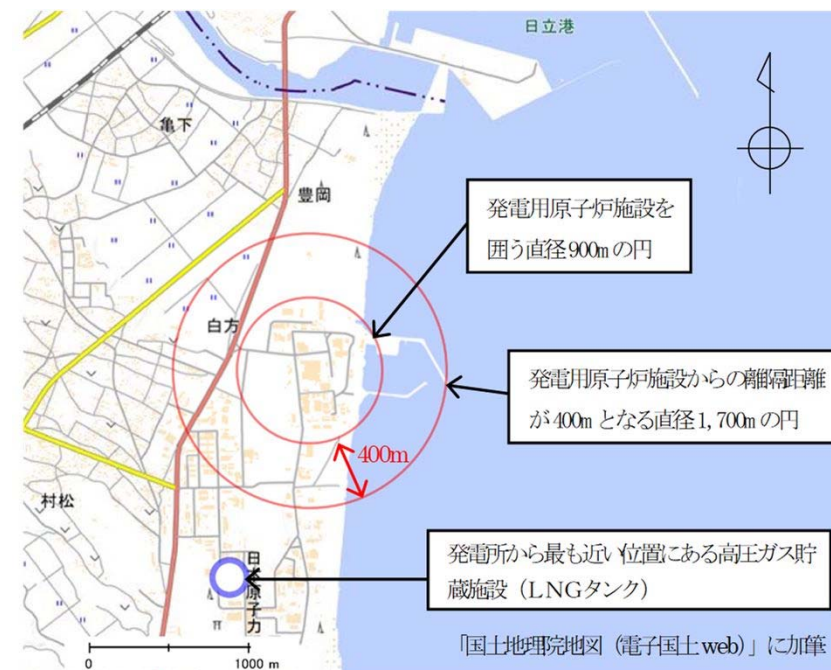 日立港
亀下
豊岡
発電用原子炉施設を
囲う直径900mの円
白方
発電用原子炉施設からの離隔距離
が400mとなる直径1,700mの円
400m
村松
日本原子力
発電所から最も近い位置にある高圧ガス貯
蔵施設（LNGタンク）
「国土地理院地図（電子国土web）」に加筆
0
1000 m